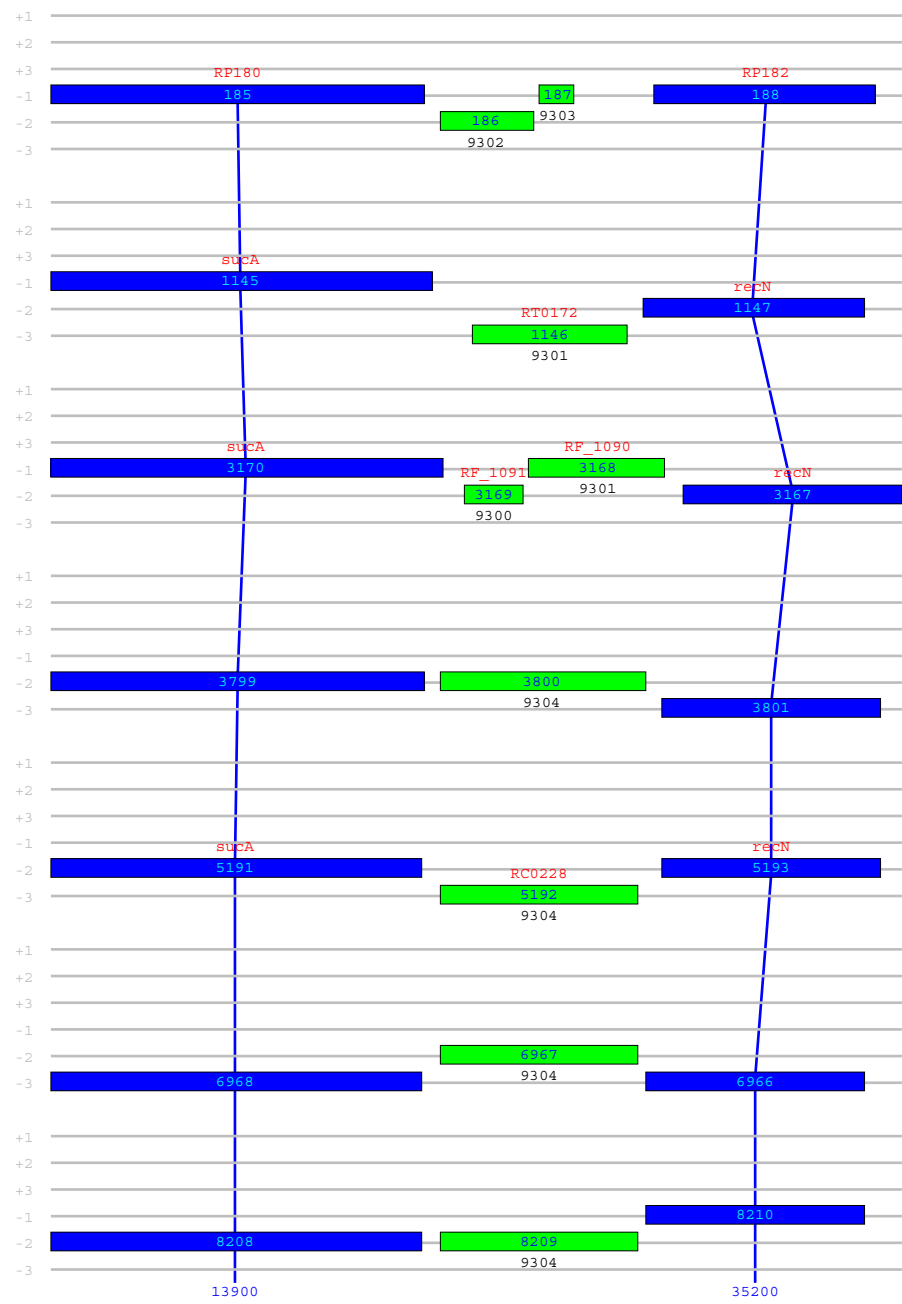 +1
+2
+3
RP180 RP182
-1 185 187 188
-2 186 9303
-3 9302
+1
+2
+3
sucA
-1 1145
recN
-2 1147
RT0172
-3 1146
9301
+1
+2
+3
sucA RF_1090
-1 3170 3168
RF_1091 recN
9301
-2 3169 3167
-3 9300
+1
+2
+3
-1
-2 3799 3800
-3 9304 3801
+1
+2
+3
-1
sucA recN
-2 5191 5193
RC0228
-3 5192
9304
+1
+2
+3
-1
-2 6967
9304
-3 6968 6966
+1
+2
+3
-1 8210
-2 8208 8209
9304
-3
13900 35200